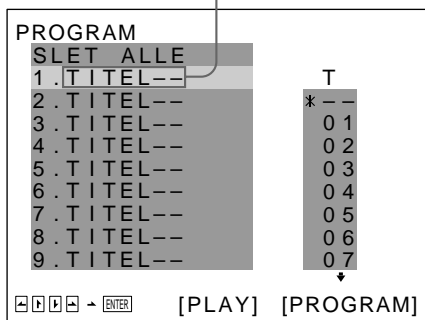 PROGRAM
SLET ALLE
1.TITEL–– T
2.TITEL–– *––
3.TITEL–– 01
4.TITEL–– 02
5.TITEL–– 03
6.TITEL–– 04
7.TITEL–– 05
8.TITEL–– 06
9.TITEL–– 07
ENTER [PLAY] [PROGRAM]